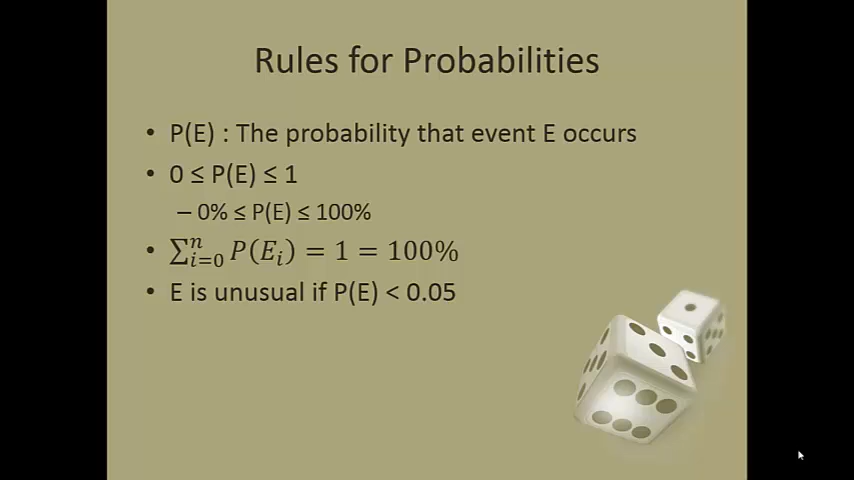 Rules for Probabilities
• P(E) : The probability that event E occurs
• 0 ≤ P(E) ≤ 1
– 0% ≤ P(E) ≤ 100%
• ∑ⁿᵢ₌₀ P(Eᵢ) = 1 = 100%
• E is unusual if P(E) < 0.05